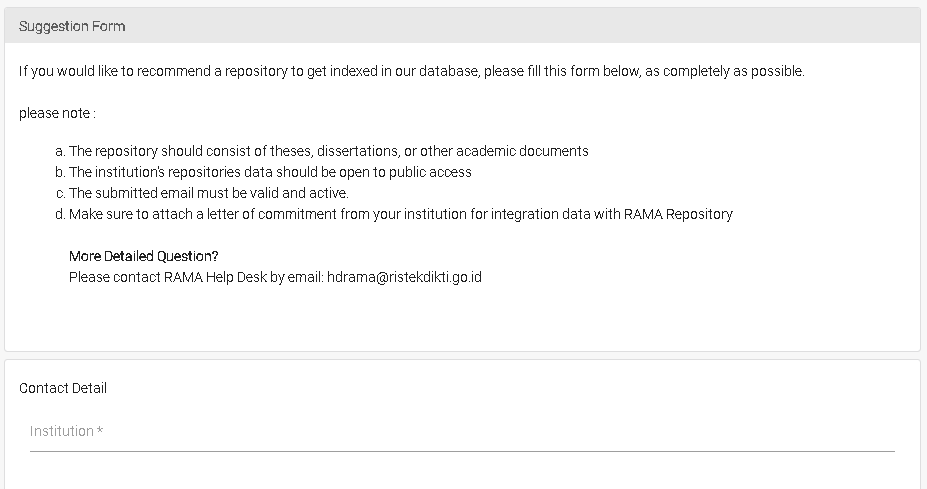 Suggestion Form
If you would like to recommend a repository to get indexed in our database, please fill this form below, as completely as possible.
please note :
a. The repository should consist of theses, dissertations, or other academic documents
b. The institution's repositories data should be open to public access
c. The submitted email must be valid and active.
d. Make sure to attach a letter of commitment from your institution for integration data with RAMA Repository
More Detailed Question?
Please contact RAMA Help Desk by email: hdrama@ristekdikti.go.id
Contact Detail
Institution *